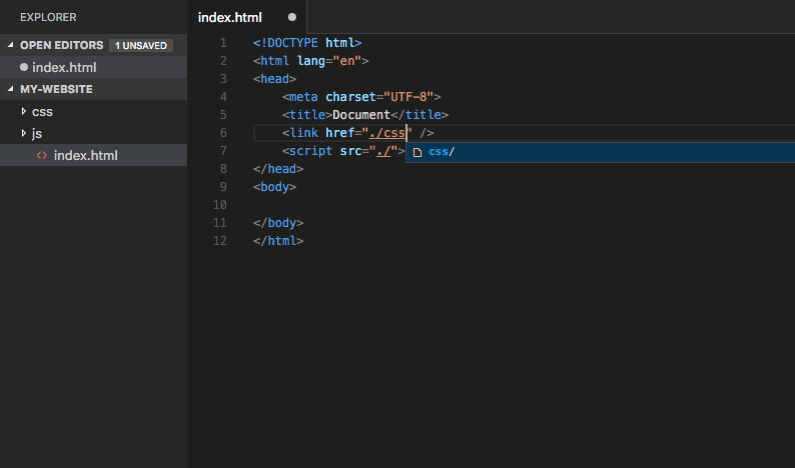 EXPLORER
OPEN EDITORS 1 UNSAVED
index.html
MY-WEBSITE
css
js
<> index.html
index.html
1 <!DOCTYPE html>
2 <html lang="en">
3 <head>
4 <meta charset="UTF-8">
5 <title>Document</title>
6 <link href="./css" />
7 <script src="./">
css/
8 </head>
9 <body>
10
11 </body>
12 </html>